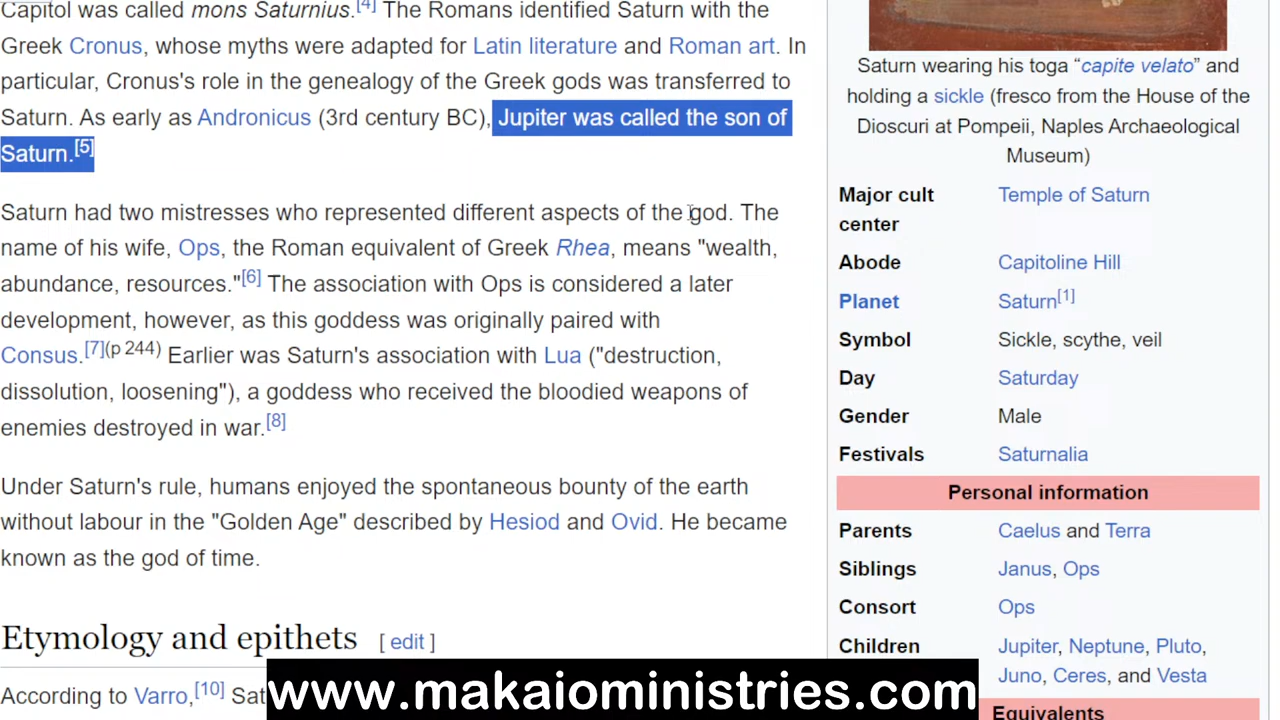 Capitol was called mons Saturnius.[4] The Romans identified Saturn with the
Greek Cronus, whose myths were adapted for Latin literature and Roman art. In
particular, Cronus's role in the genealogy of the Greek gods was transferred to
Saturn. As early as Andronicus (3rd century BC), Jupiter was called the son of
Saturn.[5]
Saturn had two mistresses who represented different aspects of the god. The
name of his wife, Ops, the Roman equivalent of Greek Rhea, means "wealth,
abundance, resources."[6] The association with Ops is considered a later
development, however, as this goddess was originally paired with
Consus.[7](p 244) Earlier was Saturn's association with Lua ("destruction,
dissolution, loosening"), a goddess who received the bloodied weapons of
enemies destroyed in war.[8]
Under Saturn's rule, humans enjoyed the spontaneous bounty of the earth
without labour in the "Golden Age" described by Hesiod and Ovid. He became
known as the god of time.
Etymology and epithets [ edit ]
According to Varro,[10] Sat
Saturn wearing his toga “capite velato” and
holding a sickle (fresco from the House of the
Dioscuri at Pompeii, Naples Archaeological
Museum)
Major cult center Temple of Saturn
Abode Capitoline Hill
Planet Saturn[1]
Symbol Sickle, scythe, veil
Day Saturday
Gender Male
Festivals Saturnalia
Personal information
Parents Caelus and Terra
Siblings Janus, Ops
Consort Ops
Children Jupiter, Neptune, Pluto,
Juno, Ceres, and Vesta
Equivalents
www.makaioministries.com